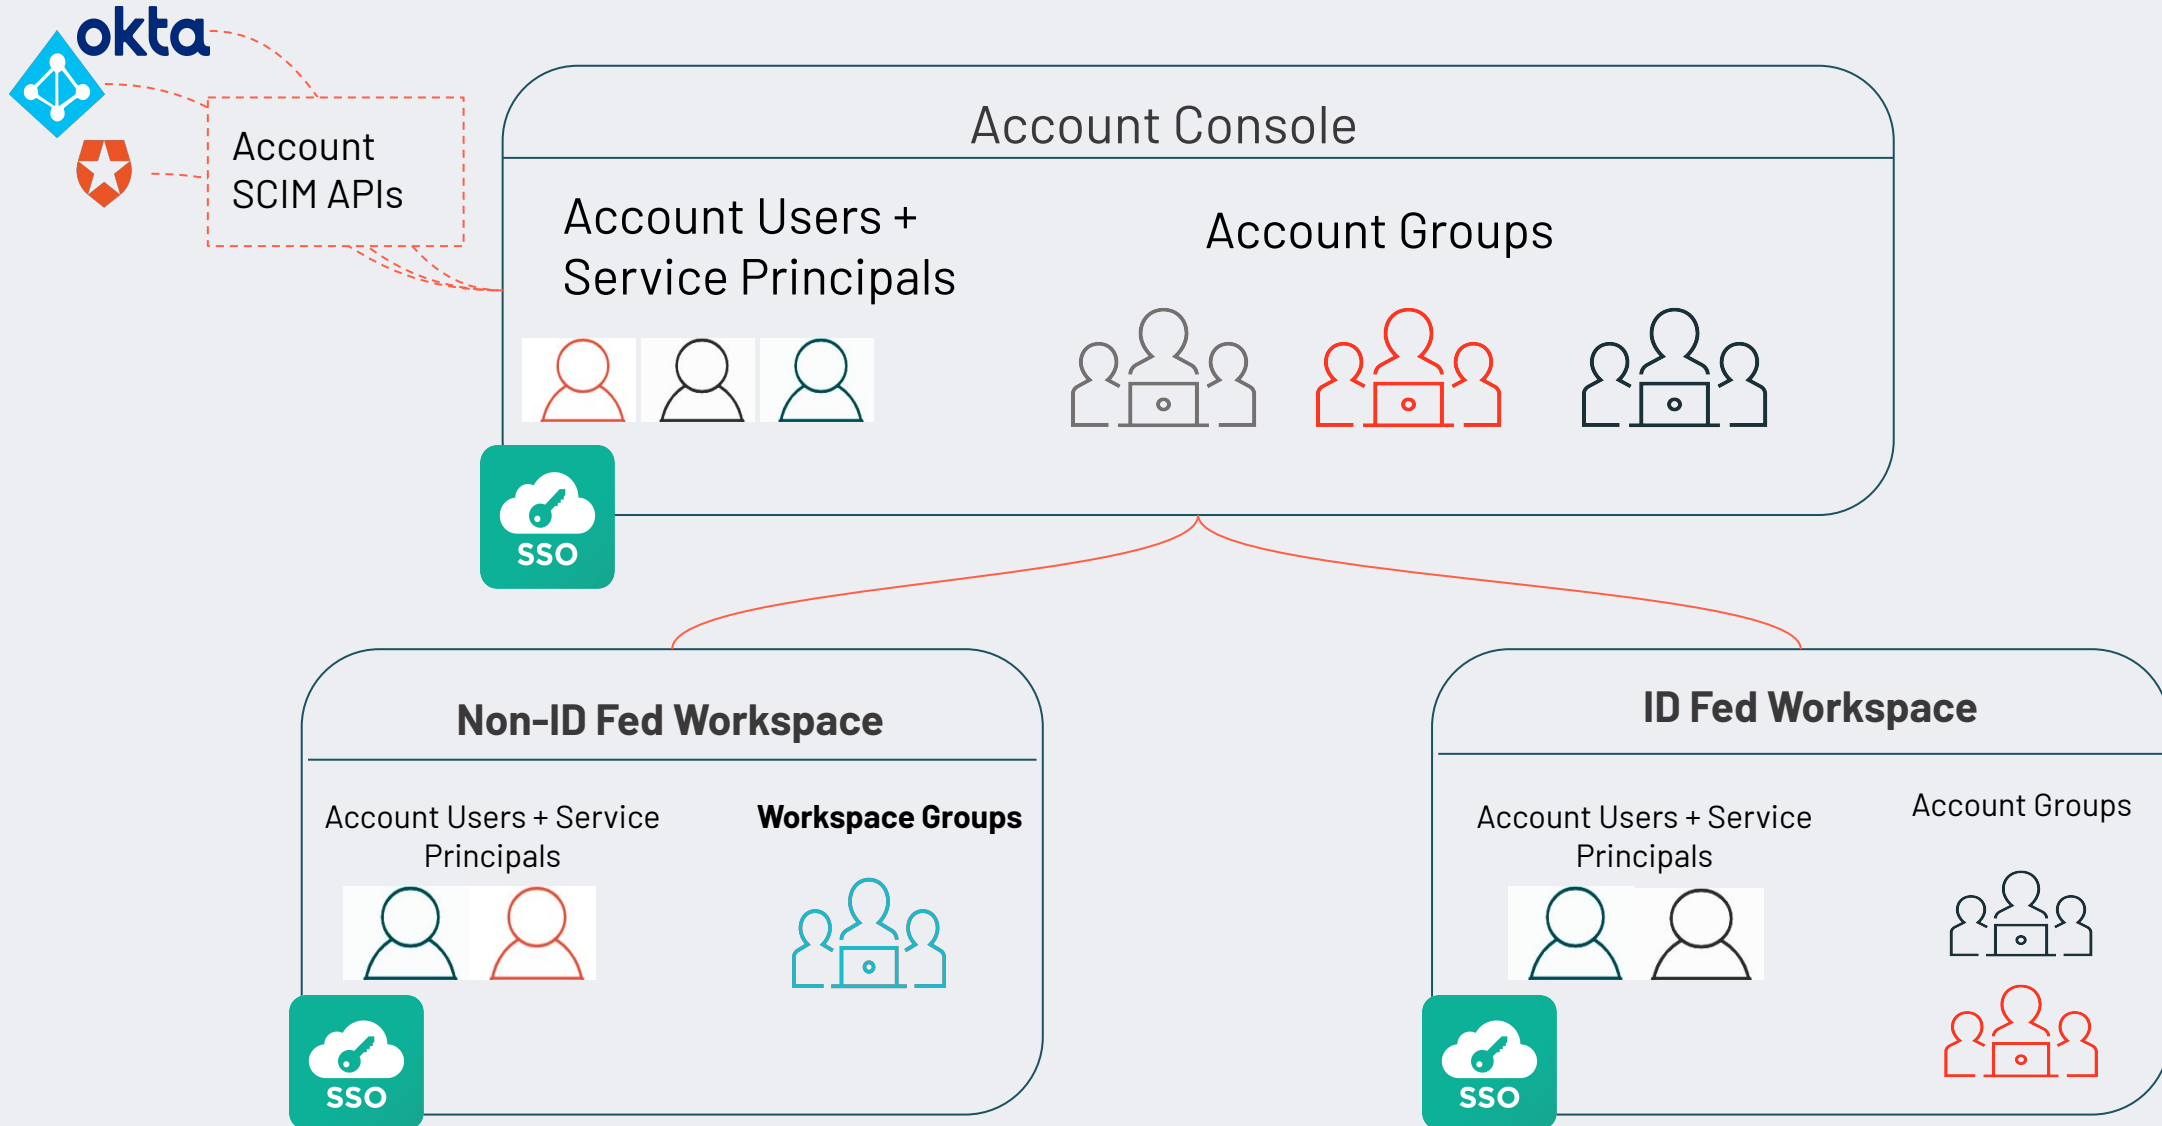 okta
Account
SCIM APIs
Account Console
Account Users +
Service Principals
Account Groups
SSO
Non-ID Fed Workspace
Account Users + Service
Principals
Workspace Groups
SSO
ID Fed Workspace
Account Users + Service
Principals
Account Groups
SSO